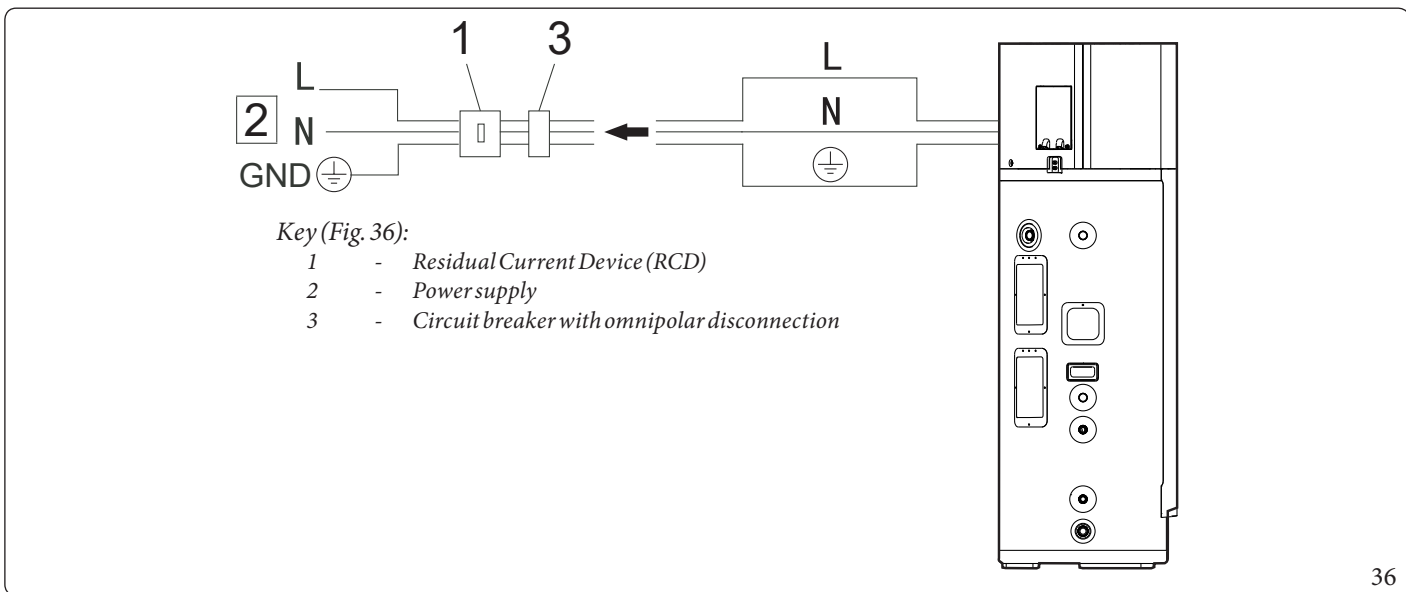 1 3
L
2 N
GND
L
N
Key (Fig. 36):
1 - Residual Current Device (RCD)
2 - Power supply
3 - Circuit breaker with omnipolar disconnection
36